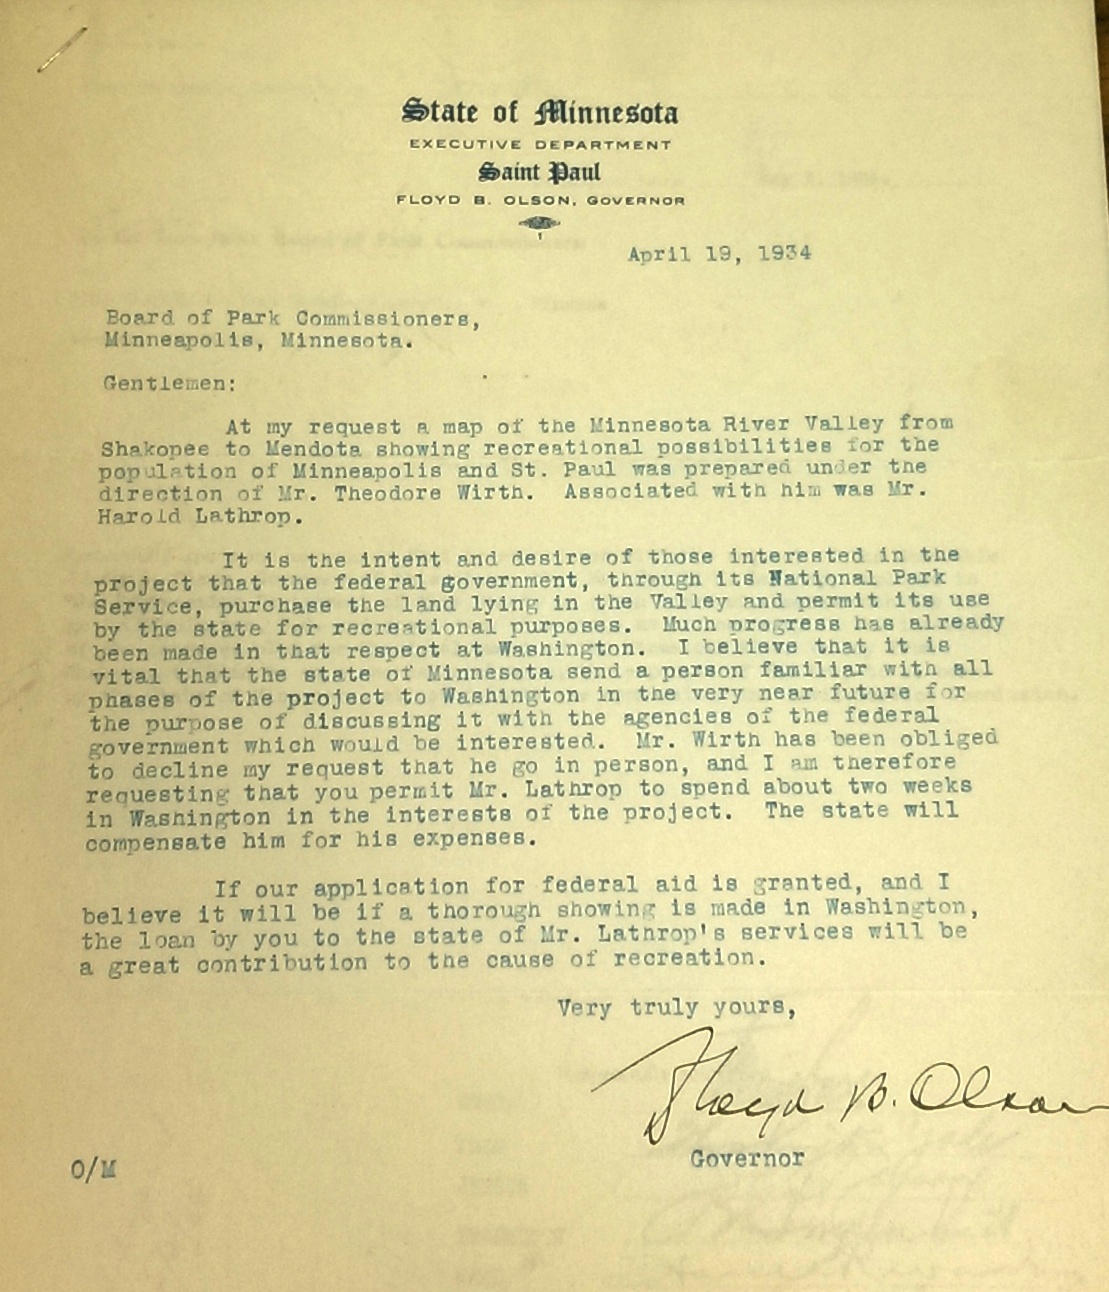 State of Minnesota
EXECUTIVE DEPARTMENT
Saint Paul
FLOYD B. OLSON, GOVERNOR
April 19, 1934
Board of Park Commissioners,
Minneapolis, Minnesota.
Gentlemen:
At my request a map of the Minnesota River Valley from
Shakopee to Mendota showing recreational possibilities for the
population of Minneapolis and St. Paul was prepared under the
direction of Mr. Theodore Wirth. Associated with him was Mr.
Harold Lathrop.
It is the intent and desire of those interested in the
project that the federal government, through its National Park
Service, purchase the land lying in the Valley and permit its use
by the state for recreational purposes. Much progress has already
been made in that respect at Washington. I believe that it is
vital that the state of Minnesota send a person familiar with all
phases of the project to Washington in the very near future for
the purpose of discussing it with the agencies of the federal
government which would be interested. Mr. Wirth has been obliged
to decline my request that he go in person, and I am therefore
requesting that you permit Mr. Lathrop to spend about two weeks
in Washington in the interests of the project. The state will
compensate him for his expenses.
If our application for federal aid is granted, and I
believe it will be if a thorough showing is made in Washington,
the loan by you to the state of Mr. Lathrop's services will be
a great contribution to the cause of recreation.
Very truly yours,
Floyd B. Olson
Governor
O/M